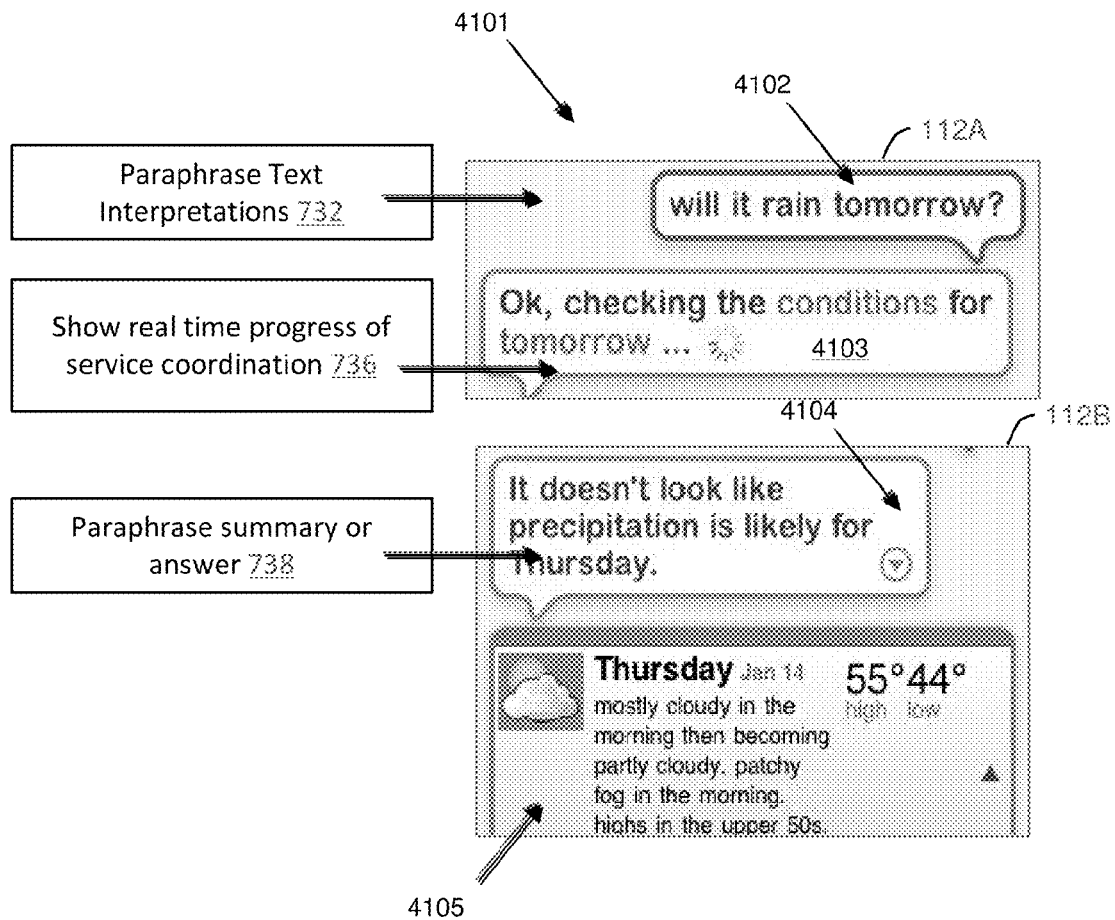 4101
4102
112A
Paraphrase Text
Interpretations 732
will it rain tomorrow?
Show real time progress of
service coordination 736
Ok, checking the conditions for
tomorrow ...
4103
4104
112B
Paraphrase summary or
answer 738
It doesn't look like
precipitation is likely for
Thursday.
Thursday Jan 14
55° 44°
high low
mostly cloudy in the
morning then becoming
partly cloudy. patchy
fog in the morning.
highs in the upper 50s.
4105